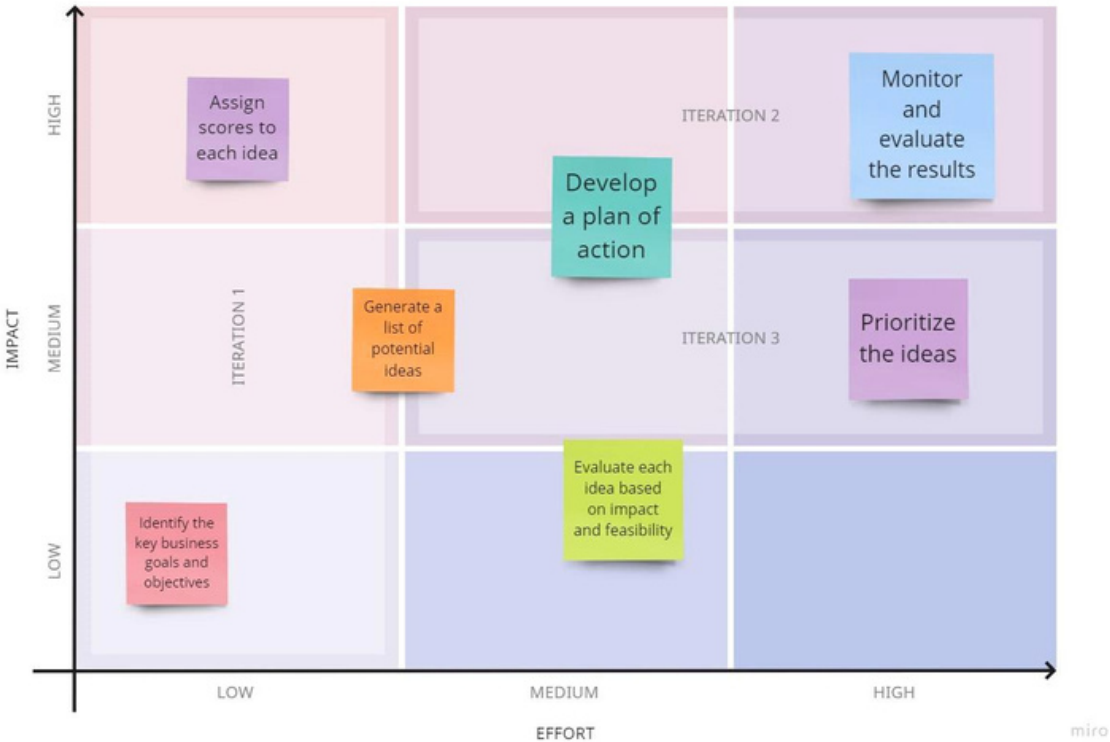 HIGH
Assign
scores to
each idea
ITERATION 2
Monitor
and
evaluate
the results
Develop
a plan of
action
IMPACT
MEDIUM
ITERATION 1
Generate a
list of
potential
ideas
ITERATION 3
Prioritize
the ideas
LOW
Identify the
key business
goals and
objectives
Evaluate each
idea based
on impact
and feasibility
LOW
MEDIUM
HIGH
EFFORT
miro